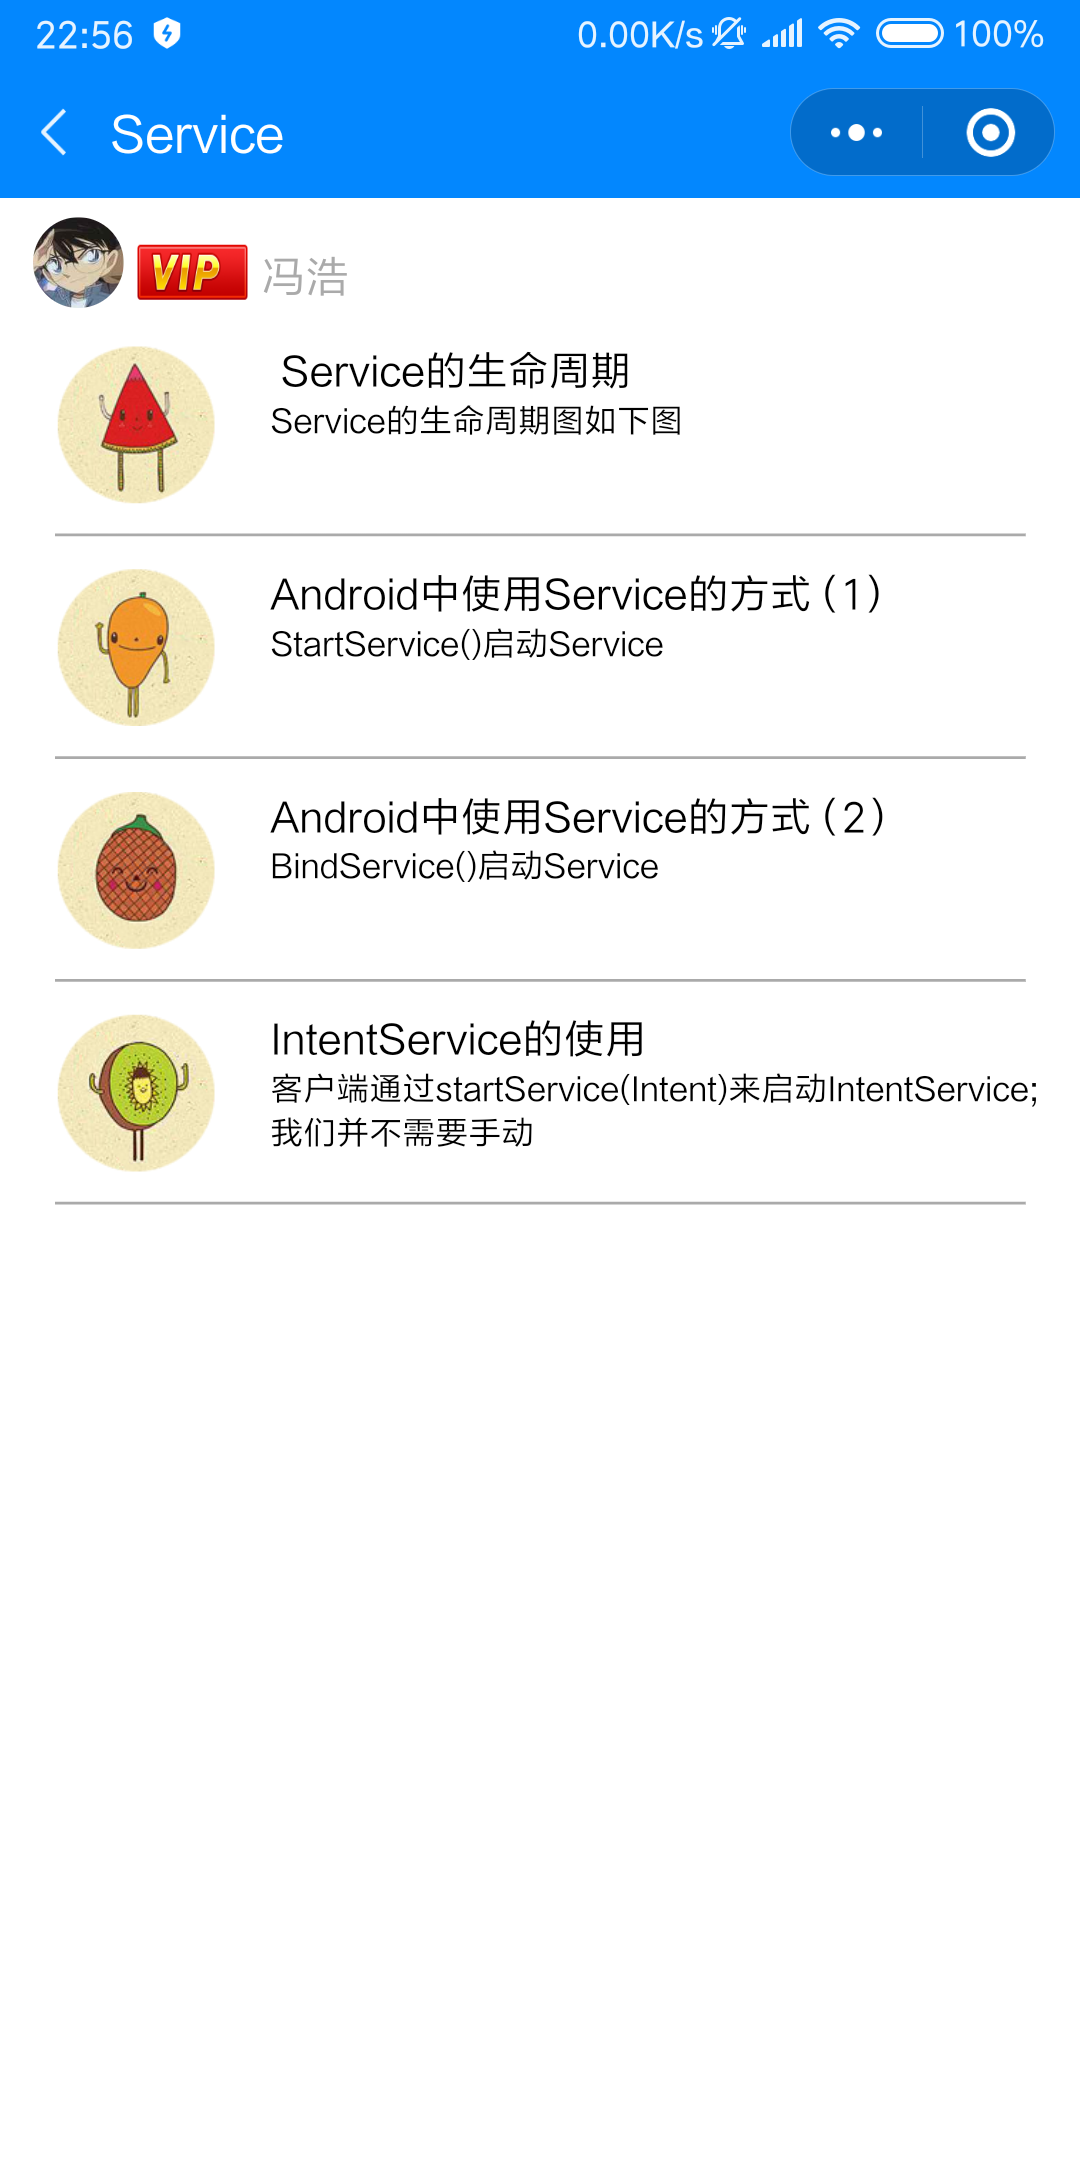 22:56 0.00K/s 100%
Service
VIP 冯浩
Service的生命周期
Service的生命周期图如下图
Android中使用Service的方式（1）
StartService()启动Service
Android中使用Service的方式（2）
BindService()启动Service
IntentService的使用
客户端通过startService(Intent)来启动IntentService;
我们并不需要手动